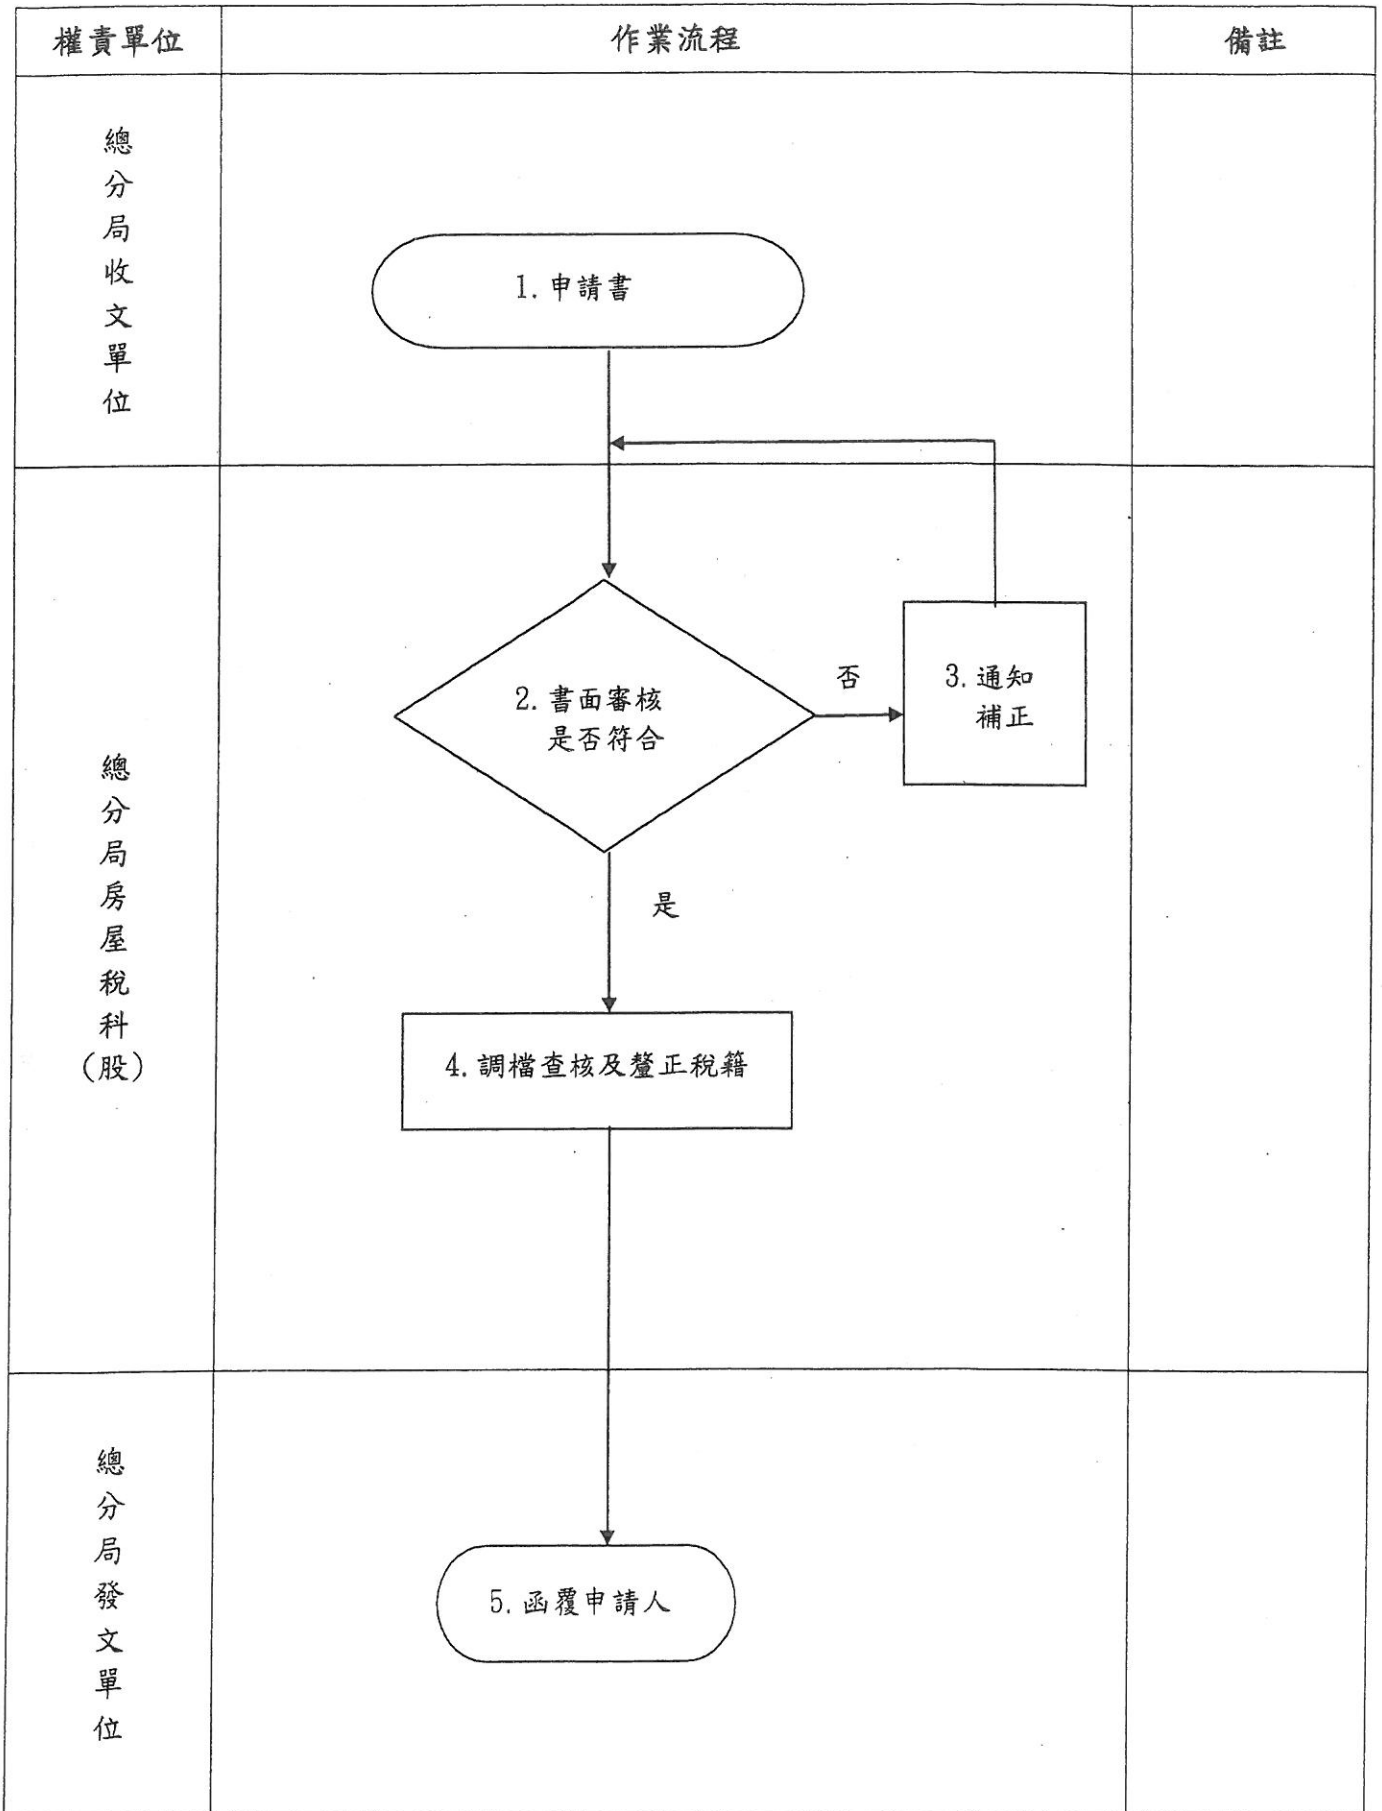 權責單位
作業流程
備註
總分局收文單位
1. 申請書
總分局房屋稅科(股)
2. 書面審核
是否符合
否
3. 通知
補正
是
4. 調檔查核及釐正稅籍
總分局發文單位
5. 函覆申請人